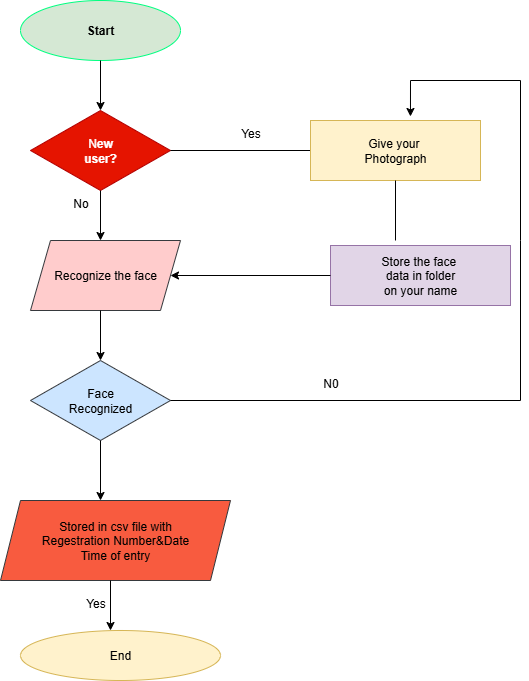 Start
New
user?
Yes
Give your
Photograph
No
Recognize the face
Store the face
data in folder
on your name
N0
Face
Recognized
Stored in csv file with
Regestration Number&Date
Time of entry
Yes
End